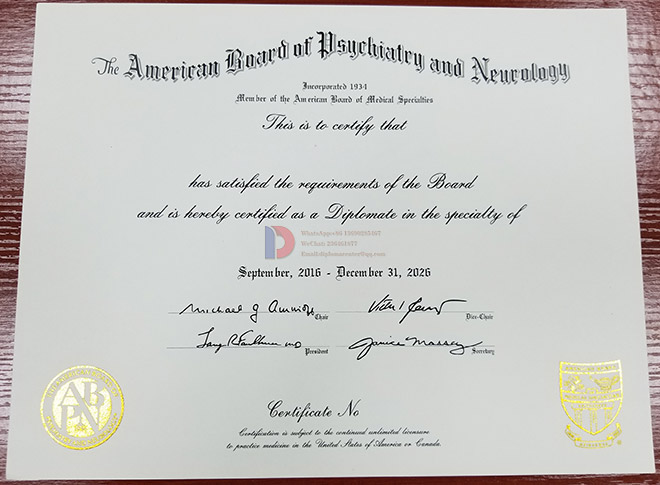 The American Board of Psychiatry and Neurology
Incorporated 1934
Member of the American Board of Medical Specialties
This is to certify that
has satisfied the requirements of the Board
and is hereby certified as a Diplomate in the specialty of
September, 2016 - December 31, 2026
Chair
Vice-Chair
President
Janice Massey
Secretary
ABPN
Certificate No
Certification is subject to the continued unlimited licensure
to practice medicine in the United States of America or Canada.